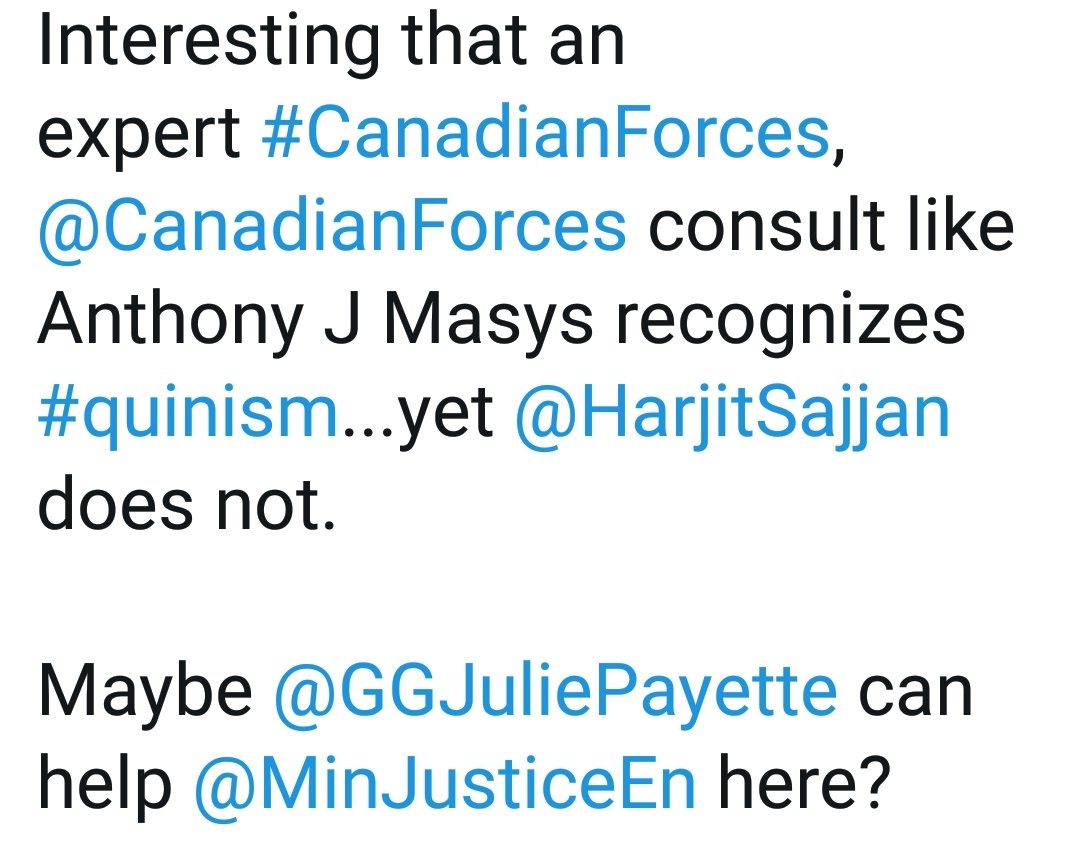 Interesting that an
expert #CanadianForces,
@CanadianForces consult like
Anthony J Masys recognizes
#quinism...yet @HarjitSajjan
does not.
Maybe @GGJuliePayette can
help @MinJusticeEn here?